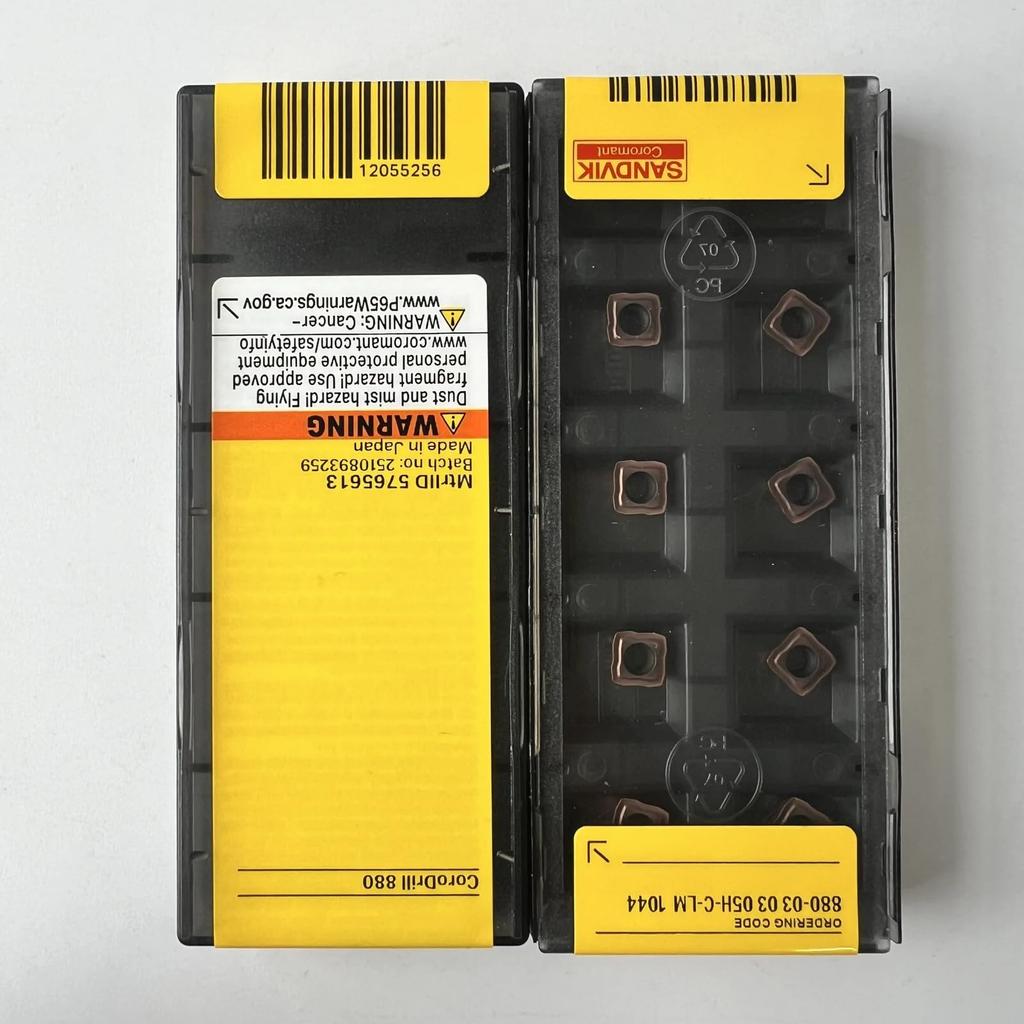 12055256
CoroDrill 880
MtrlID 5765613
Batch no: 2510893259
Made in Japan
WARNING
Dust and mist hazard! Flying
fragment hazard! Use approved
personal protective equipment
www.coromant.com/safetyinfo
WARNING: Cancer–
www.P65Warnings.ca.gov
ORDERING CODE
880-03 03 05H-C-LM 1044
07
PC
07
PC
SANDVIK
Coromant